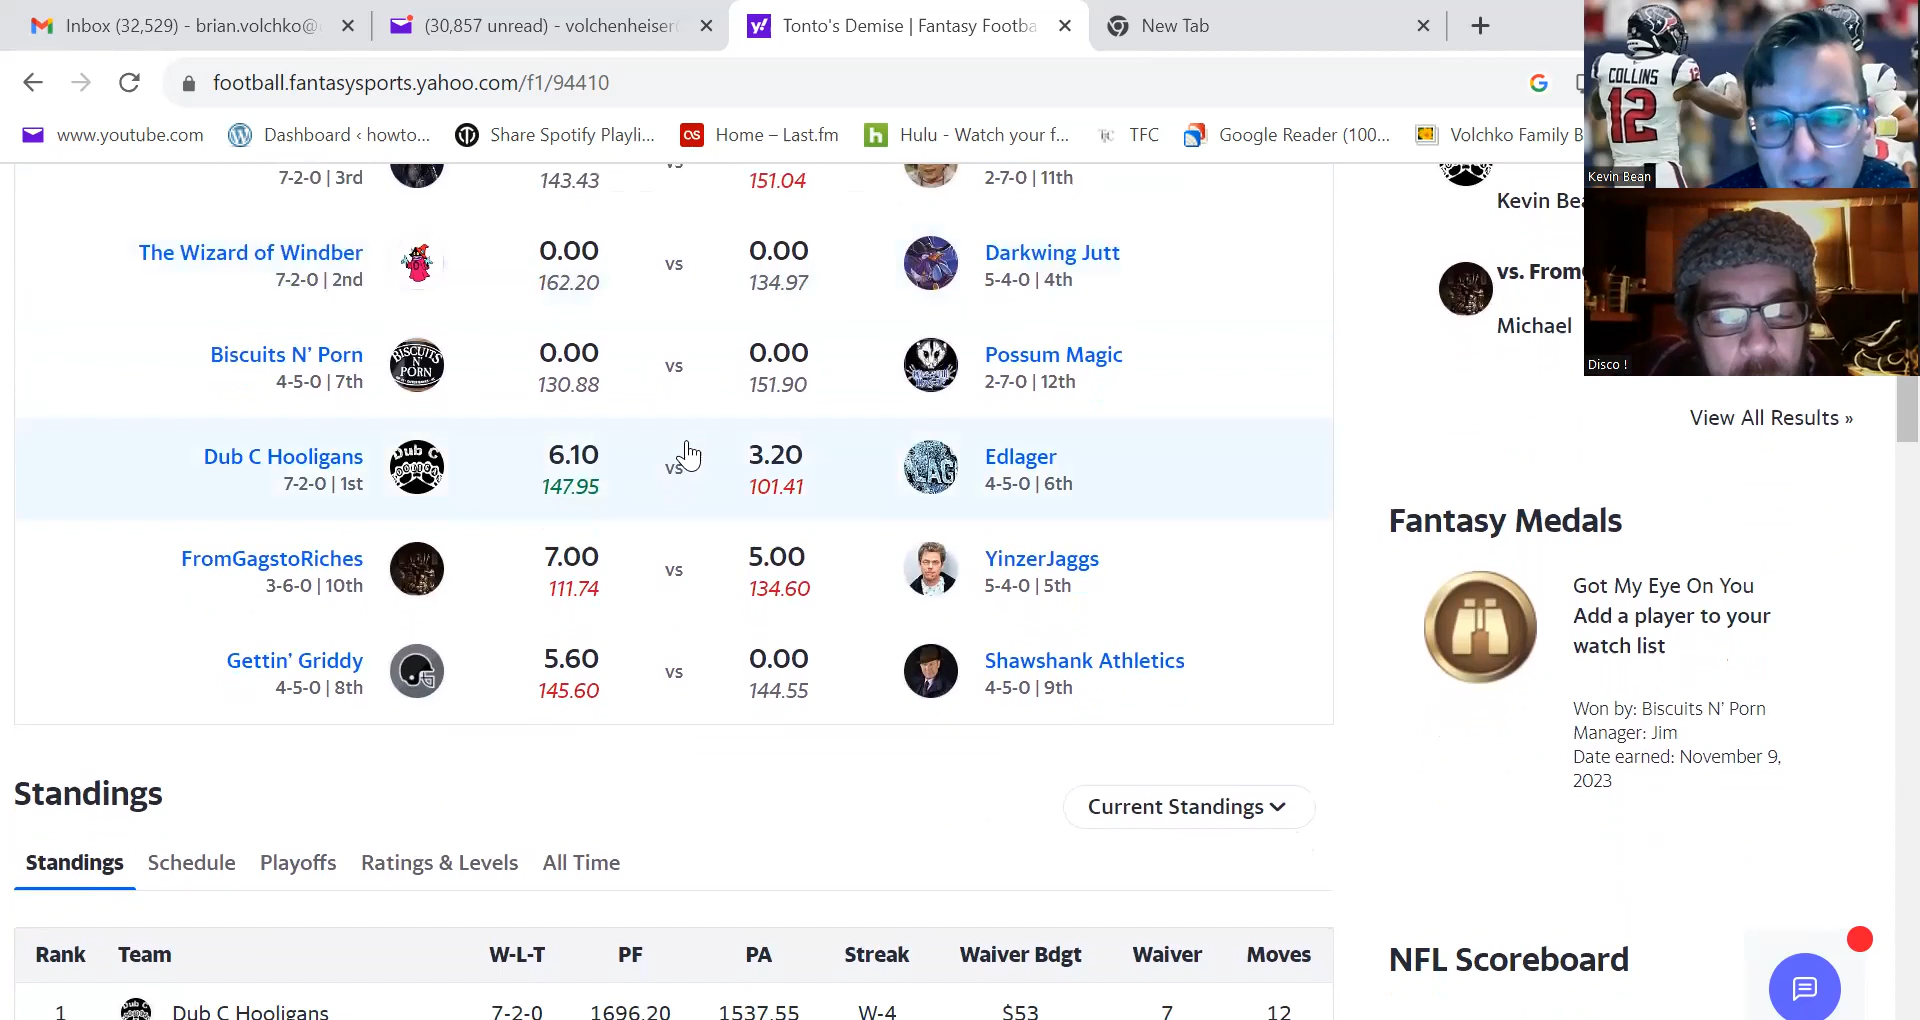 Inbox (32,529) - brian.volchko@
(30,857 unread) - volchenheiser
Tonto's Demise | Fantasy Footba
New Tab
football.fantasysports.yahoo.com/f1/94410
www.youtube.com
Dashboard ‹ howto...
Share Spotify Playli...
Home – Last.fm
Hulu - Watch your f...
TFC
Google Reader (100...
Volchko Family B
COLLINS
12
Kevin Bean
Disco !
7-2-0 | 3rd
143.43
vs
151.04
2-7-0 | 11th
Kevin Bea
The Wizard of Windber
7-2-0 | 2nd
0.00
162.20
vs
0.00
134.97
Darkwing Jutt
5-4-0 | 4th
vs. From
Michael
Biscuits N' Porn
4-5-0 | 7th
BISCUITS
N'
PORN
0.00
130.88
vs
0.00
151.90
Possum Magic
2-7-0 | 12th
View All Results »
Dub C Hooligans
7-2-0 | 1st
Dub C
6.10
147.95
vs
3.20
101.41
LAG
Edlager
4-5-0 | 6th
FromGagstoRiches
3-6-0 | 10th
7.00
111.74
vs
5.00
134.60
YinzerJaggs
5-4-0 | 5th
Gettin' Griddy
4-5-0 | 8th
5.60
145.60
vs
0.00
144.55
Shawshank Athletics
4-5-0 | 9th
Fantasy Medals
Got My Eye On You
Add a player to your
watch list
Won by: Biscuits N' Porn
Manager: Jim
Date earned: November 9,
2023
Standings
Current Standings
Standings
Schedule
Playoffs
Ratings & Levels
All Time
Rank Team W-L-T PF PA Streak Waiver Bdgt Waiver Moves
1 Dub C Hooligans 7-2-0 1696.20 1537.55 W-4 $53 7 12
NFL Scoreboard